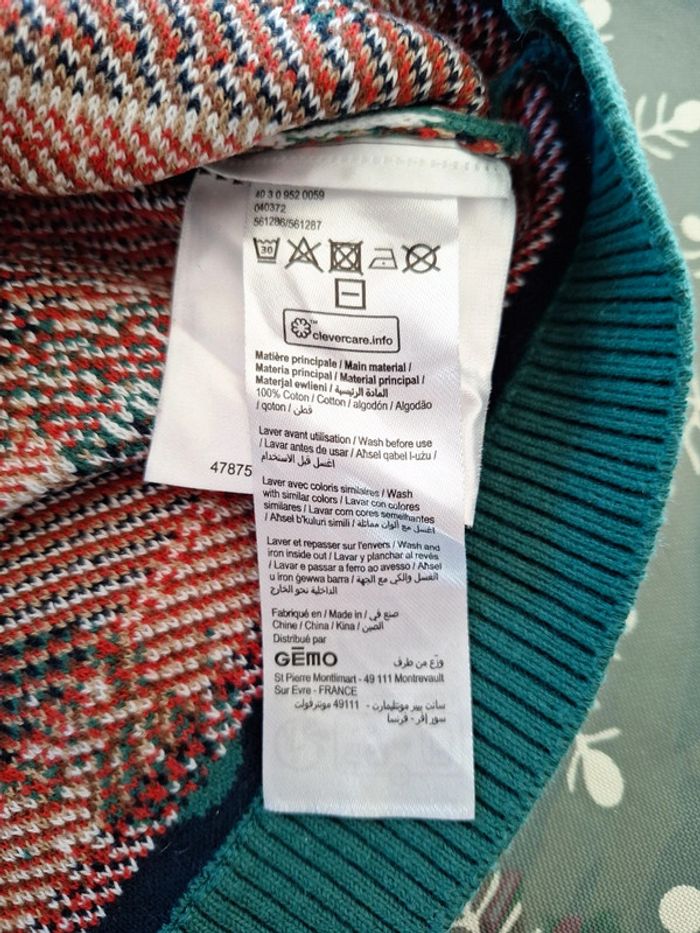 40 3 0 952 0059
040372
561286/561287
30
clevercare.info
Matière principale / Main material /
Materia principal / Material principal /
Materjal ewlieni / المادة الرئيسية
100% Coton / Cotton / algodón / Algodão
/ qoton / قطن
Laver avant utilisation / Wash before use
/ Lavar antes de usar / Aħsel qabel l-użu /
اغسل قبل الاستخدام
47875
Laver avec coloris similaires / Wash
with similar colors / Lavar con colores
similares / Lavar com cores semelhantes
/ Aħsel b'kuluri simili / اغسل مع ألوان مماثلة
Laver et repasser sur l'envers / Wash and
iron inside out / Lavar y planchar al revés
/ Lavar e passar a ferro ao avesso / Aħsel
u iron ġewwa barra / الغسل والكي مع الجهة
الداخلية نحو الخارج
Fabriqué en / Made in / صنع في
Chine / China / Kina / الصين
Distribué par
GĒMO وزّع من طرف
St Pierre Montlimart - 49 111 Montrevault
Sur Evre - FRANCE
سانت بيير مونتليمارت - 49111 مونترفولت
سور إفر - فرنسا